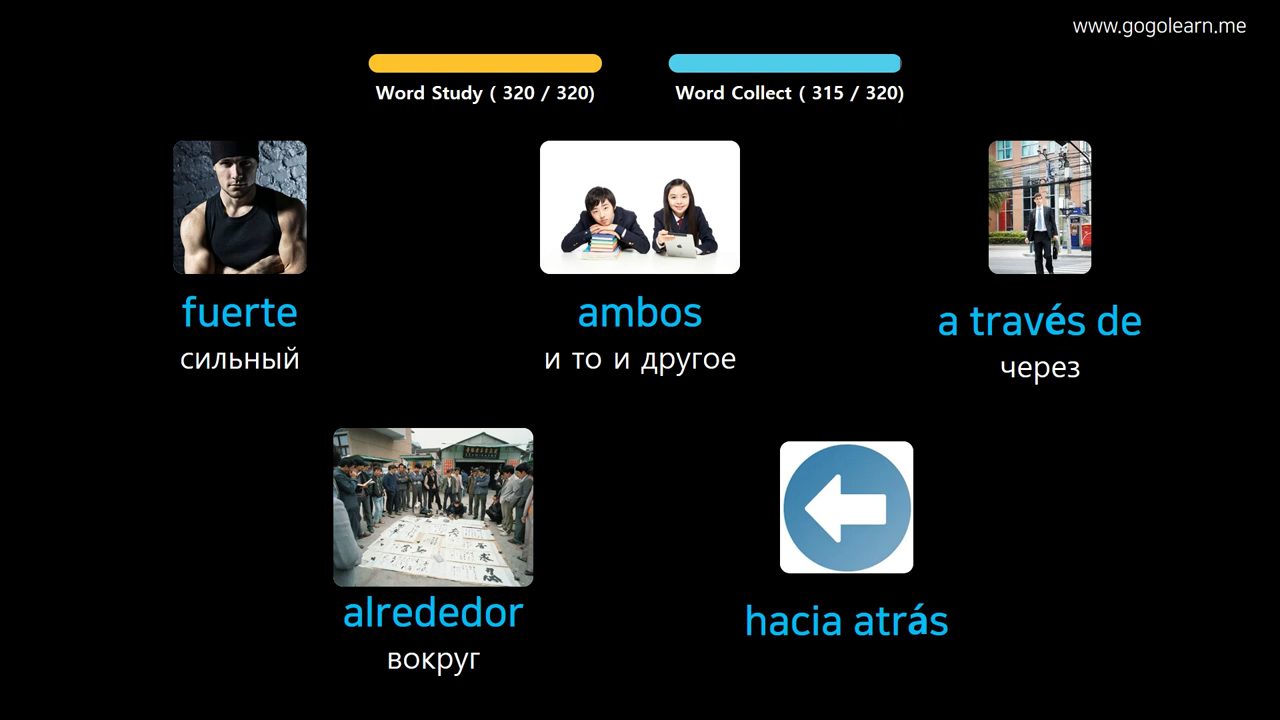 www.gogolearn.me
Word Study ( 320 / 320)
Word Collect ( 315 / 320)
fuerte
сильный
ambos
и то и другое
a través de
через
alrededor
вокруг
hacia atrás